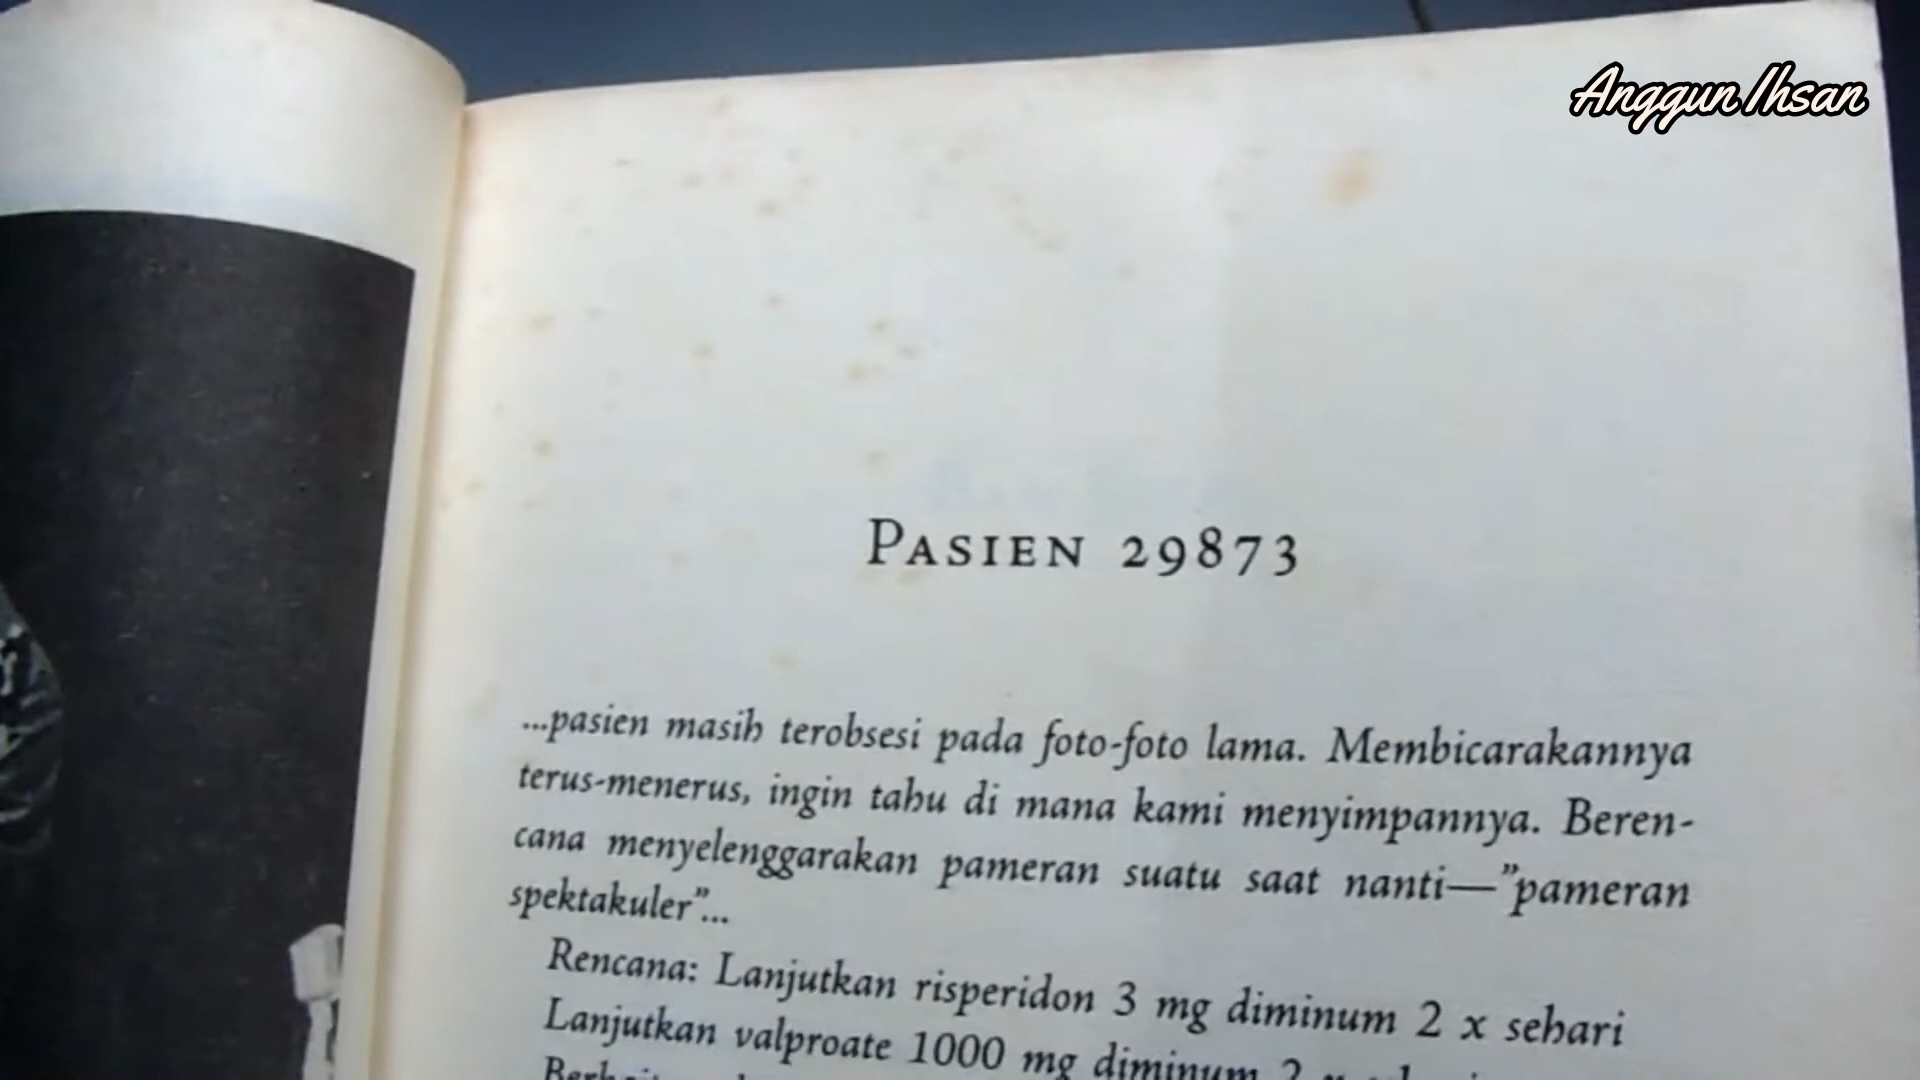 Anggun Ihsan
PASIEN 29873
...pasien masih terobsesi pada foto-foto lama. Membicarakannya
terus-menerus, ingin tahu di mana kami menyimpannya. Beren-
cana menyelenggarakan pameran suatu saat nanti—”pameran
spektakuler”...
Rencana: Lanjutkan risperidon 3 mg diminum 2 x sehari
Lanjutkan valproate 1000 mg diminum 2 x